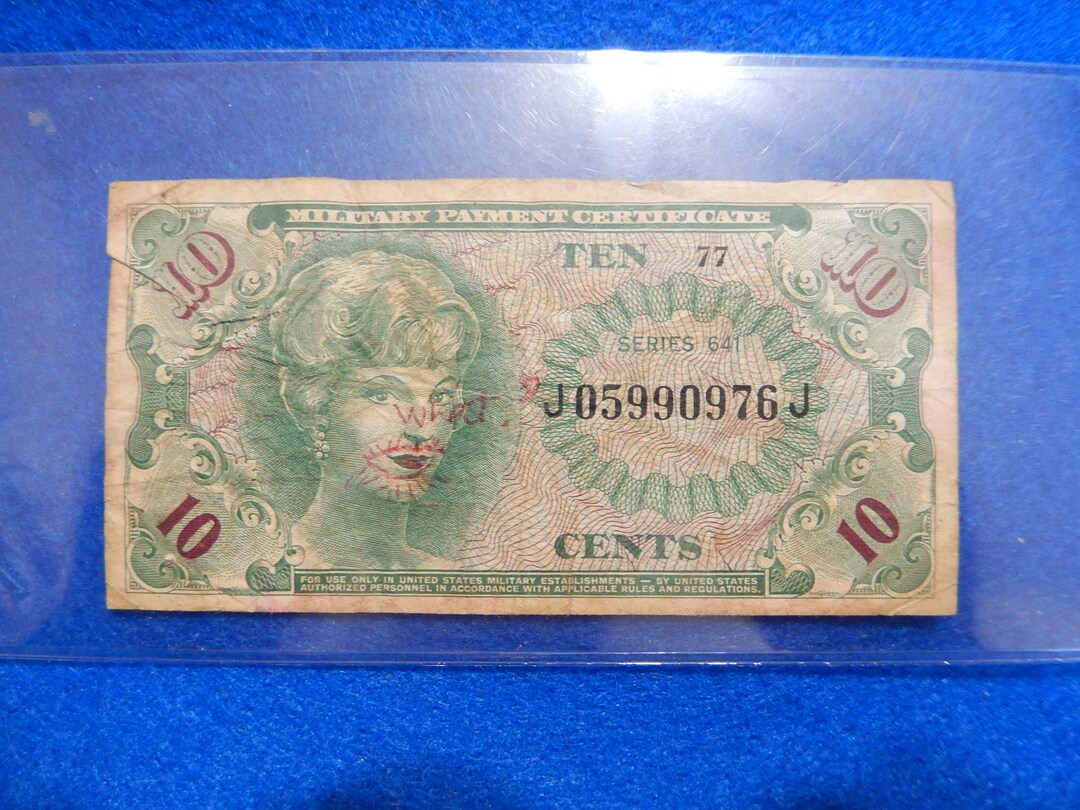 MILITARY PAYMENT CERTIFICATE
10 TEN 77 10
SERIES 641
What ?
J05990976J
10 CENTS 10
FOR USE ONLY IN UNITED STATES MILITARY ESTABLISHMENTS — BY UNITED STATES
AUTHORIZED PERSONNEL IN ACCORDANCE WITH APPLICABLE RULES AND REGULATIONS.